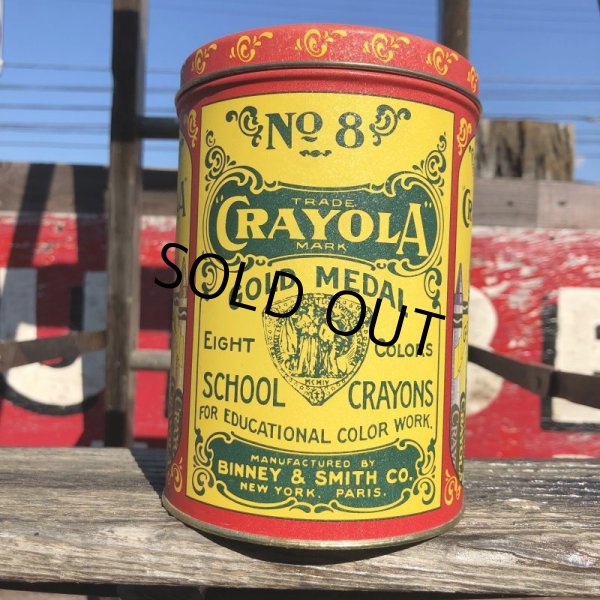 No 8
TRADE
"CRAYOLA"
MARK
GOLD MEDAL
SOLD OUT
EIGHT COLORS
MCMIV
SCHOOL CRAYONS
FOR EDUCATIONAL COLOR WORK.
MANUFACTURED BY
BINNEY & SMITH CO.
NEW YORK. PARIS.